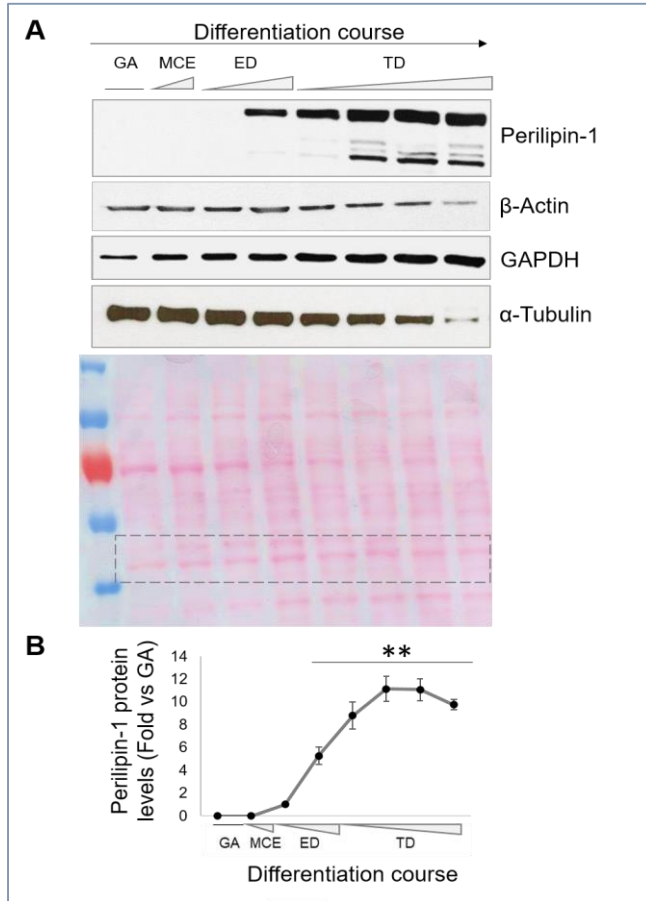 A
Differentiation course
GA MCE ED TD
Perilipin-1
β-Actin
GAPDH
α-Tubulin
B
Perilipin-1 protein
levels (Fold vs GA)
14
12
10
8
6
4
2
0
**
GA MCE ED TD
Differentiation course